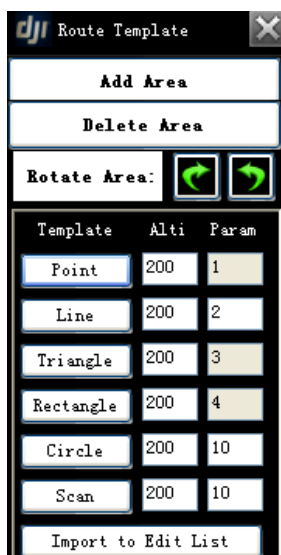 dji Route Template
Add Area
Delete Area
Rotate Area:
Template Alti Param
Point 200 1
Line 200 2
Triangle 200 3
Rectangle 200 4
Circle 200 10
Scan 200 10
Import to Edit List